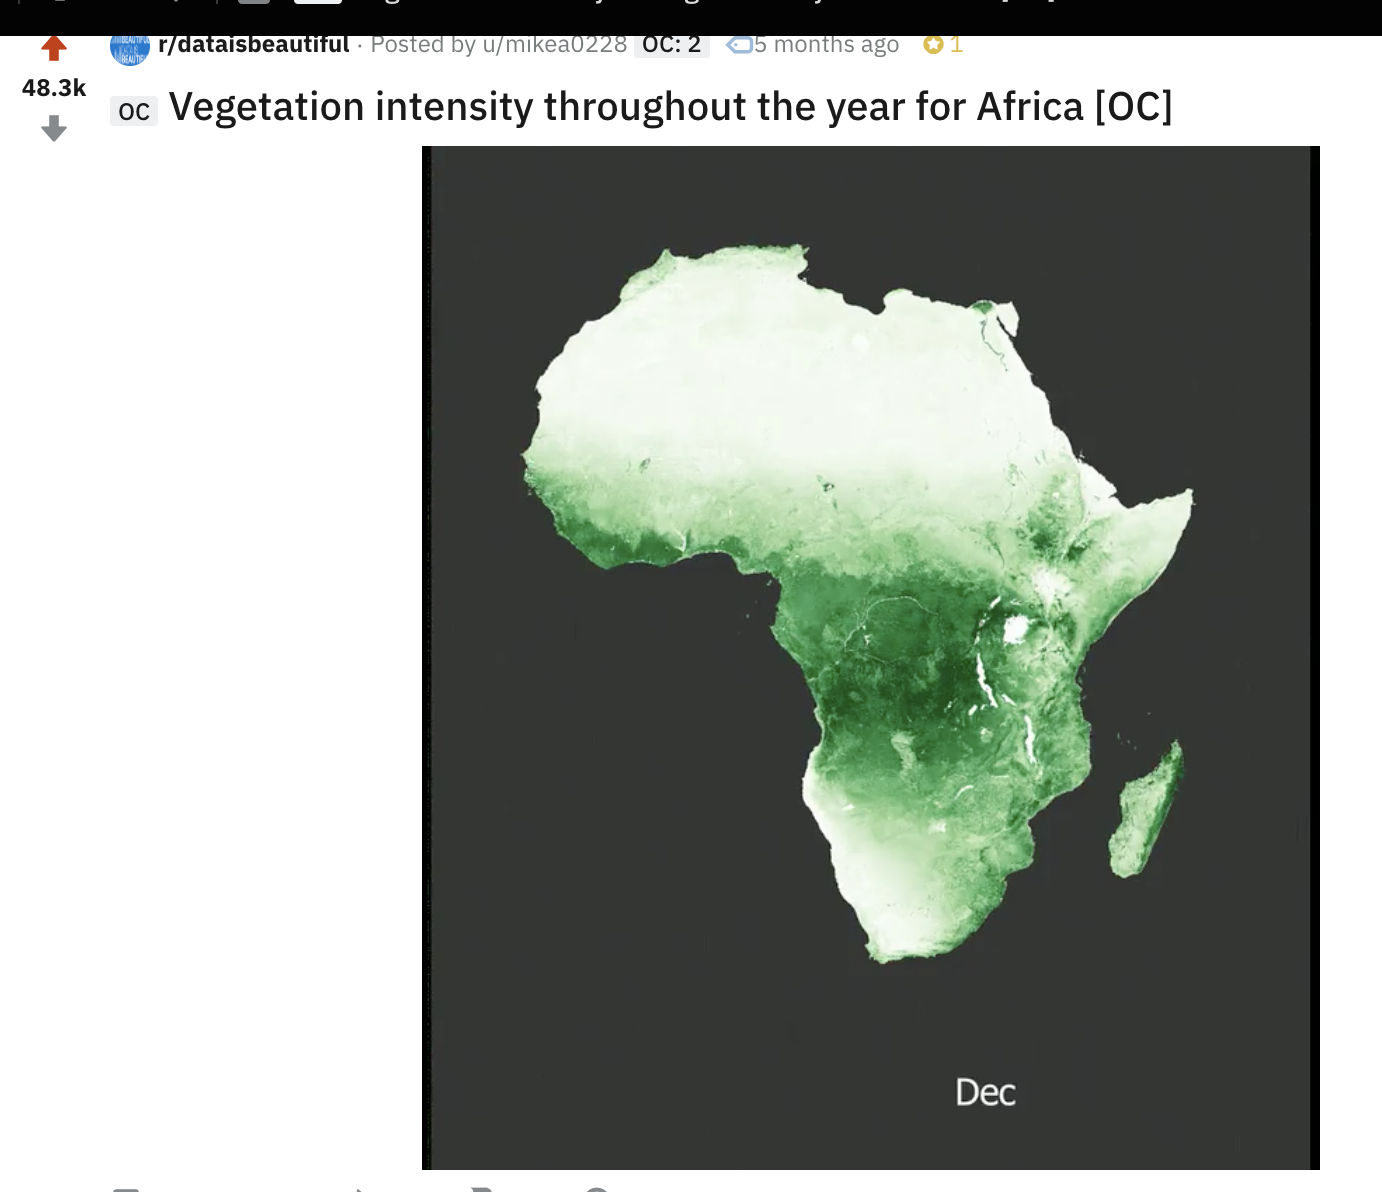 r/dataisbeautiful · Posted by u/mikea0228 OC: 2 5 months ago 1
48.3k
OC Vegetation intensity throughout the year for Africa [OC]
Dec